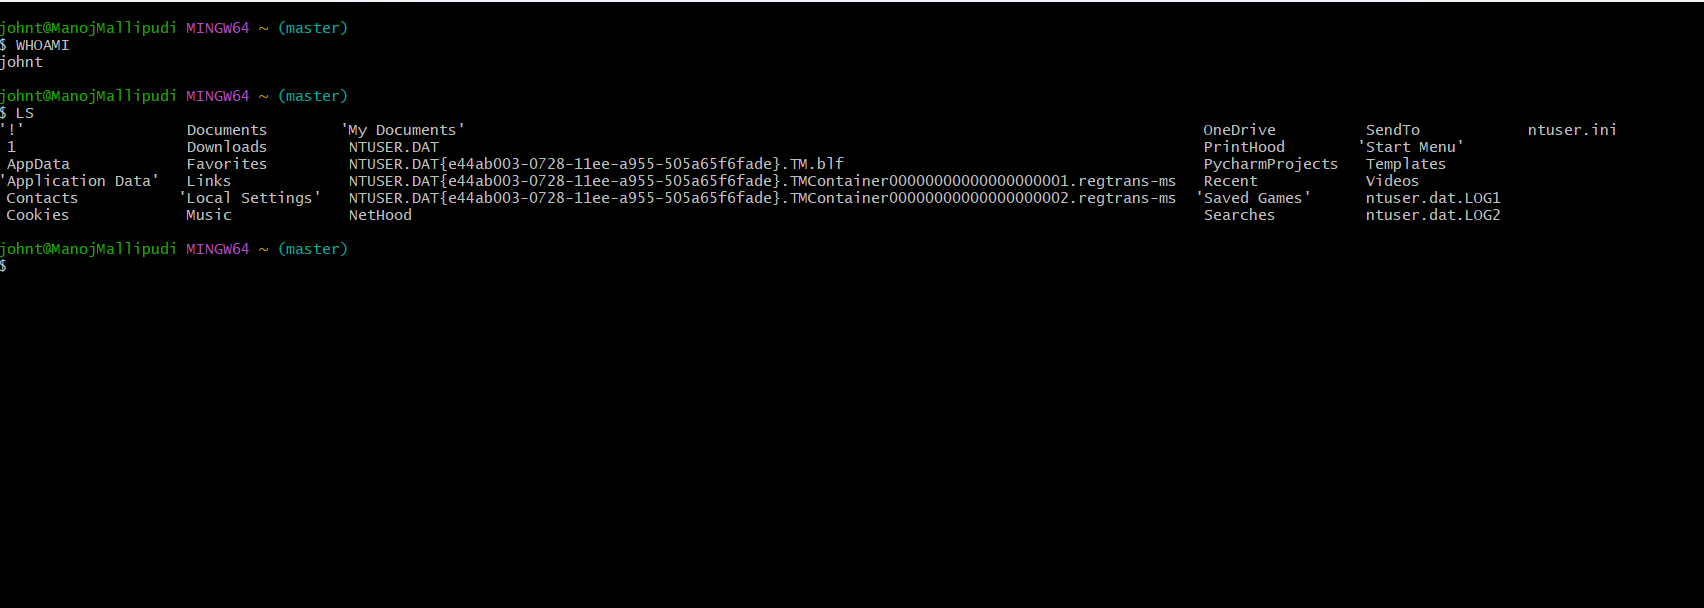 johnt@ManojMallipudi MINGW64 ~ (master)
$ WHOAMI
johnt
johnt@ManojMallipudi MINGW64 ~ (master)
$ LS
'!'                  Documents        'My Documents'                                                                                  OneDrive          SendTo            ntuser.ini
 1                   Downloads         NTUSER.DAT                                                                                     PrintHood        'Start Menu'
 AppData             Favorites         NTUSER.DAT{e44ab003-0728-11ee-a955-505a65f6fade}.TM.blf                                        PycharmProjects   Templates
'Application Data'   Links             NTUSER.DAT{e44ab003-0728-11ee-a955-505a65f6fade}.TMContainer00000000000000000001.regtrans-ms   Recent            Videos
 Contacts           'Local Settings'   NTUSER.DAT{e44ab003-0728-11ee-a955-505a65f6fade}.TMContainer00000000000000000002.regtrans-ms  'Saved Games'      ntuser.dat.LOG1
 Cookies             Music             NetHood                                                                                        Searches          ntuser.dat.LOG2
johnt@ManojMallipudi MINGW64 ~ (master)
$